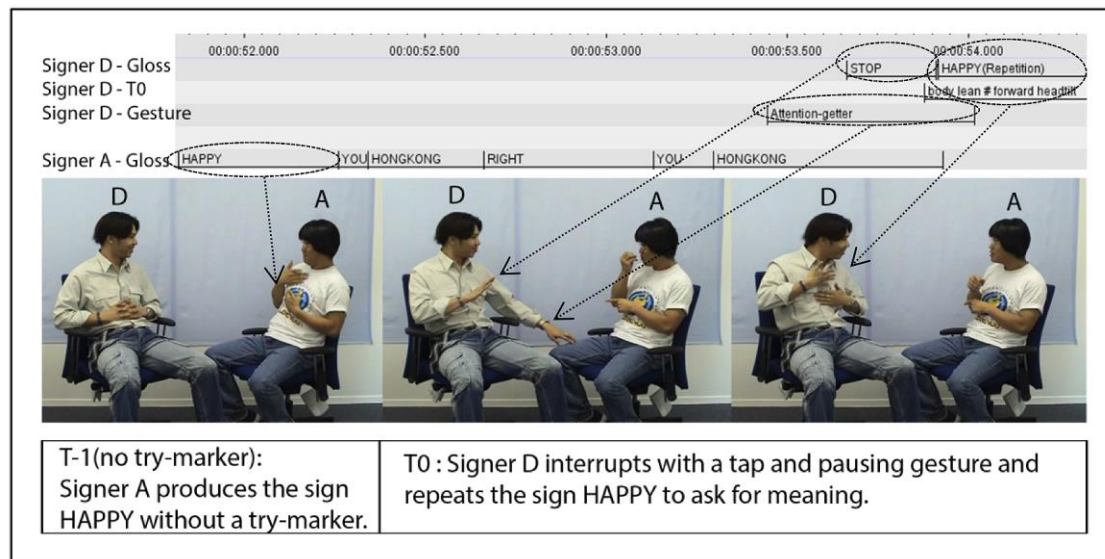 00:00:52.000 00:00:52.500 00:00:53.000 00:00:53.500 00:00:54.000
Signer D - Gloss STOP HAPPY(Repetition)
Signer D - T0 body lean # forward headtilt
Signer D - Gesture Attention-getter
Signer A - Gloss HAPPY YOU HONGKONG RIGHT YOU HONGKONG
D A D A D A
T-1(no try-marker):
Signer A produces the sign
HAPPY without a try-marker.
T0 : Signer D interrupts with a tap and pausing gesture and
repeats the sign HAPPY to ask for meaning.